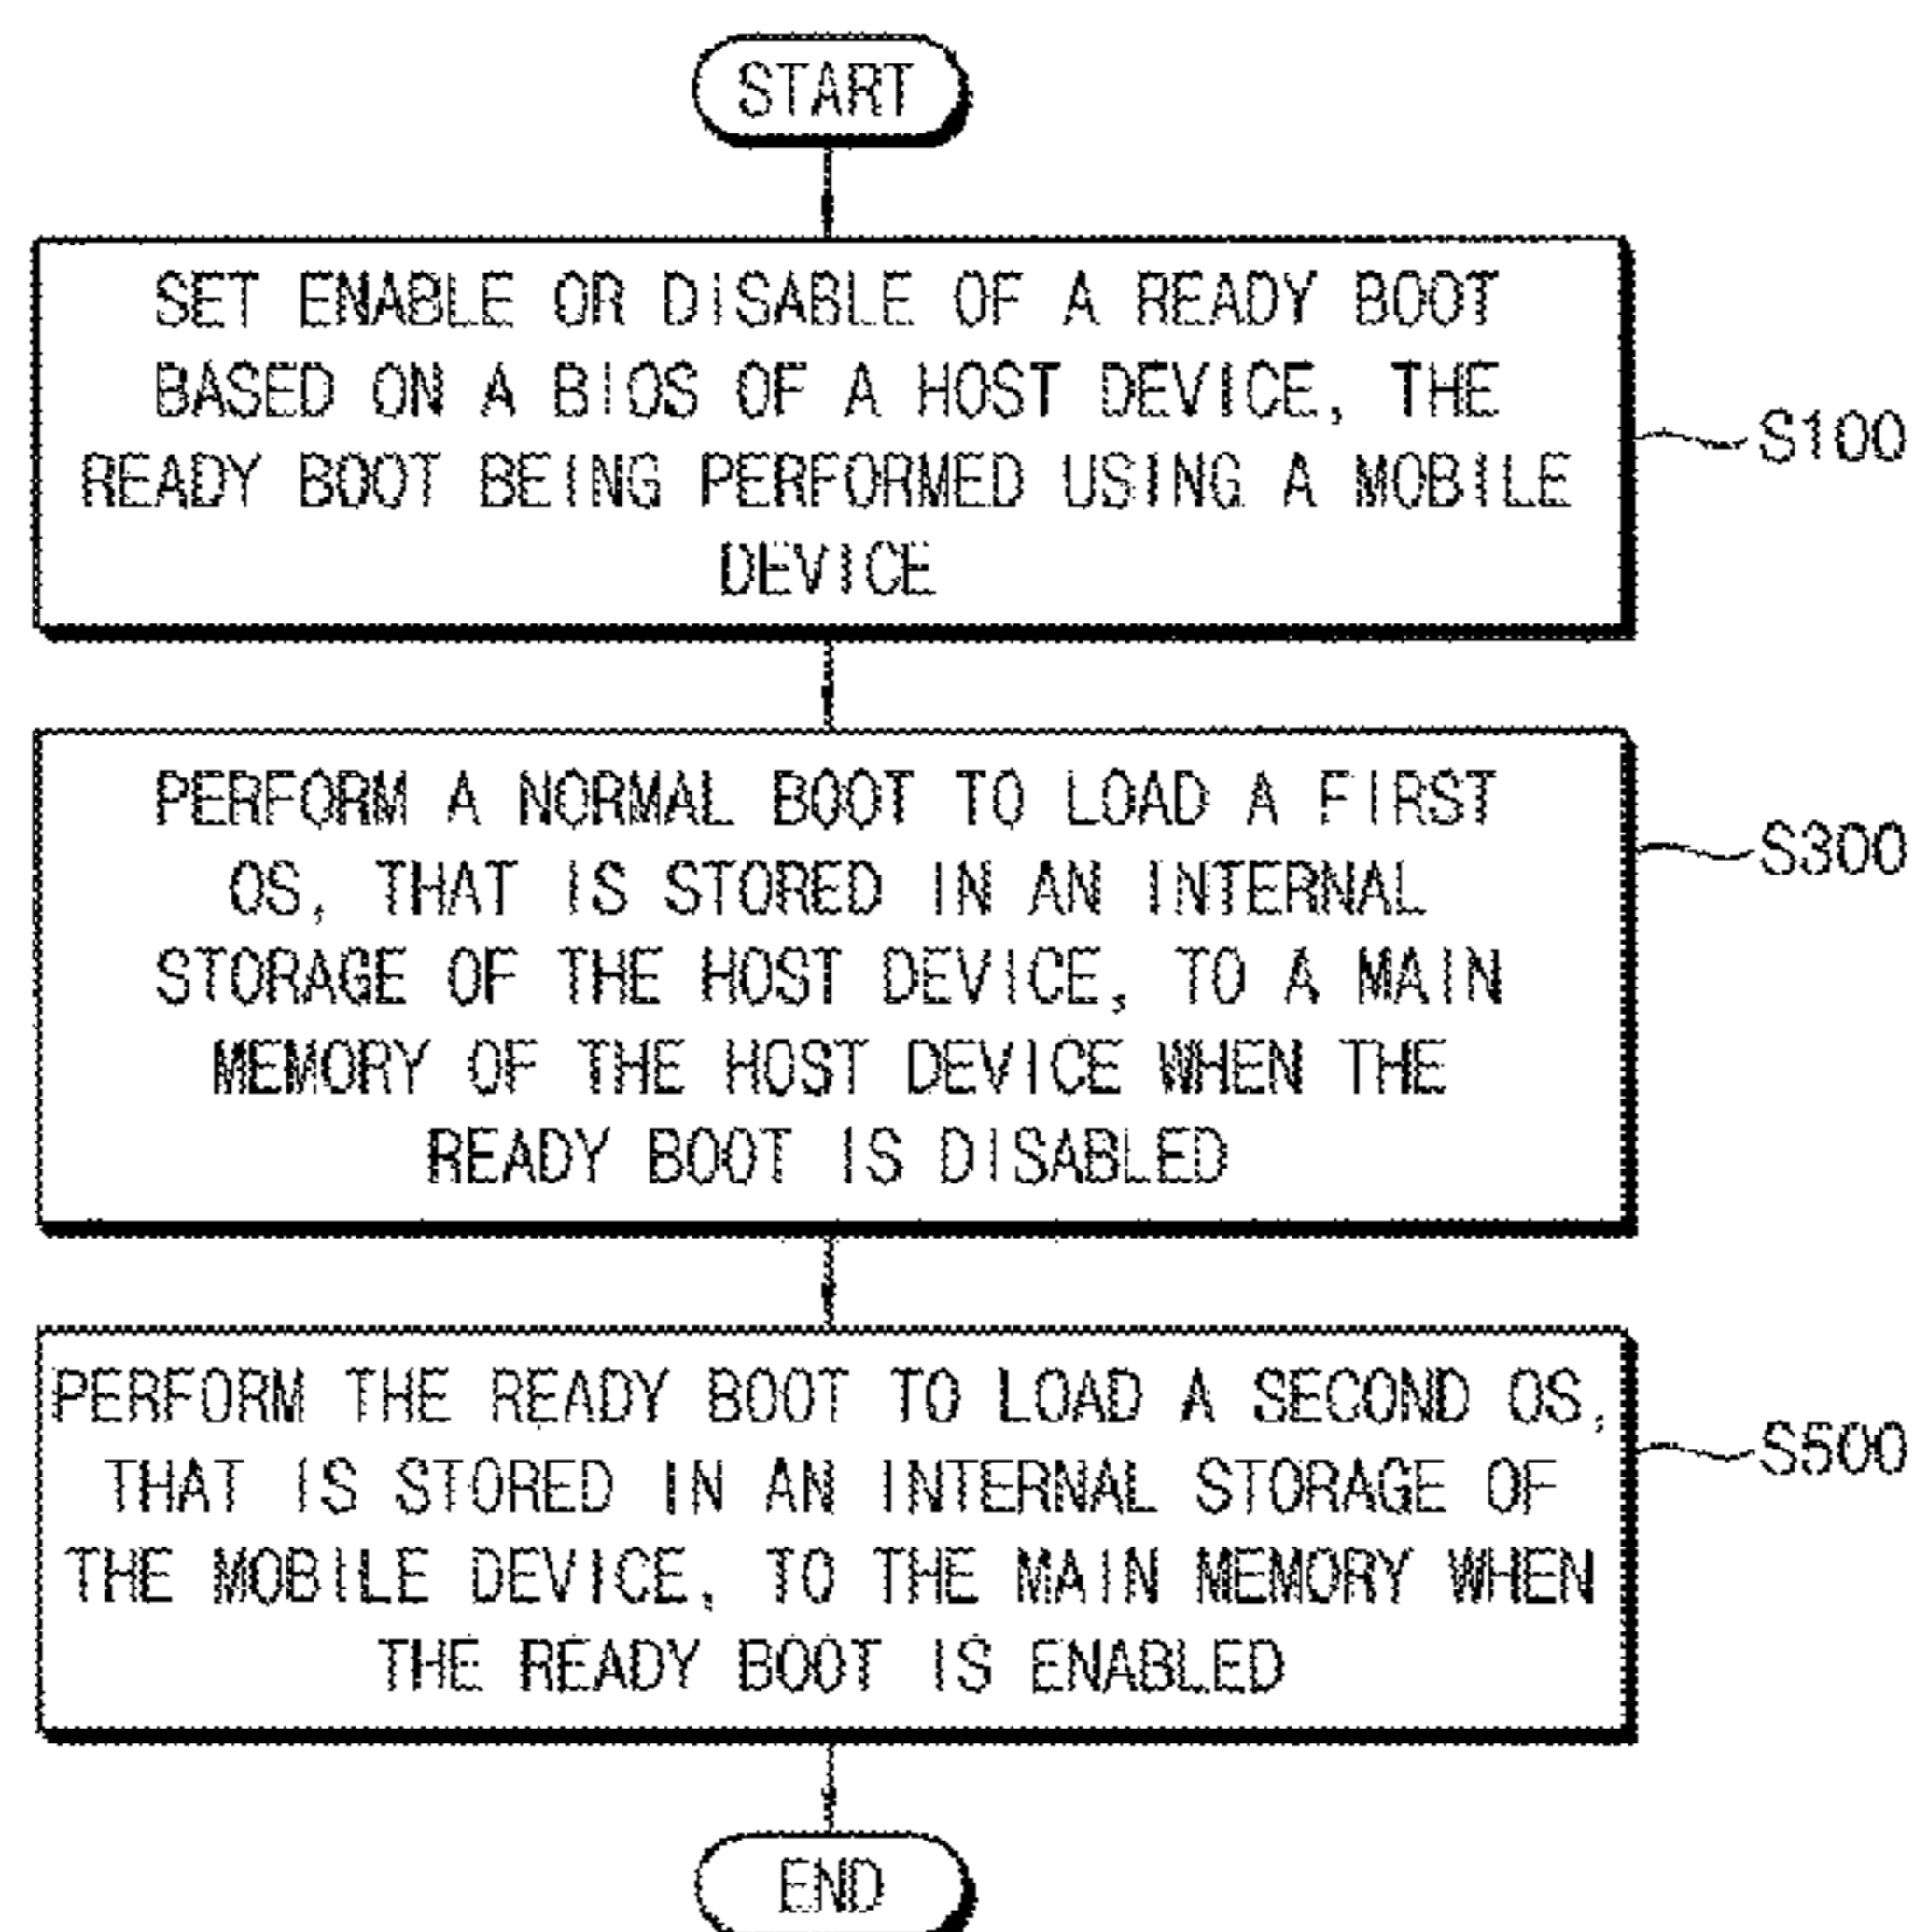 START
SET ENABLE OR DISABLE OF A READY BOOT
BASED ON A BIOS OF A HOST DEVICE, THE
READY BOOT BEING PERFORMED USING A MOBILE
DEVICE
S100
PERFORM A NORMAL BOOT TO LOAD A FIRST
OS, THAT IS STORED IN AN INTERNAL
STORAGE OF THE HOST DEVICE, TO A MAIN
MEMORY OF THE HOST DEVICE WHEN THE
READY BOOT IS DISABLED
S300
PERFORM THE READY BOOT TO LOAD A SECOND OS,
THAT IS STORED IN AN INTERNAL STORAGE OF
THE MOBILE DEVICE, TO THE MAIN MEMORY WHEN
THE READY BOOT IS ENABLED
S500
END